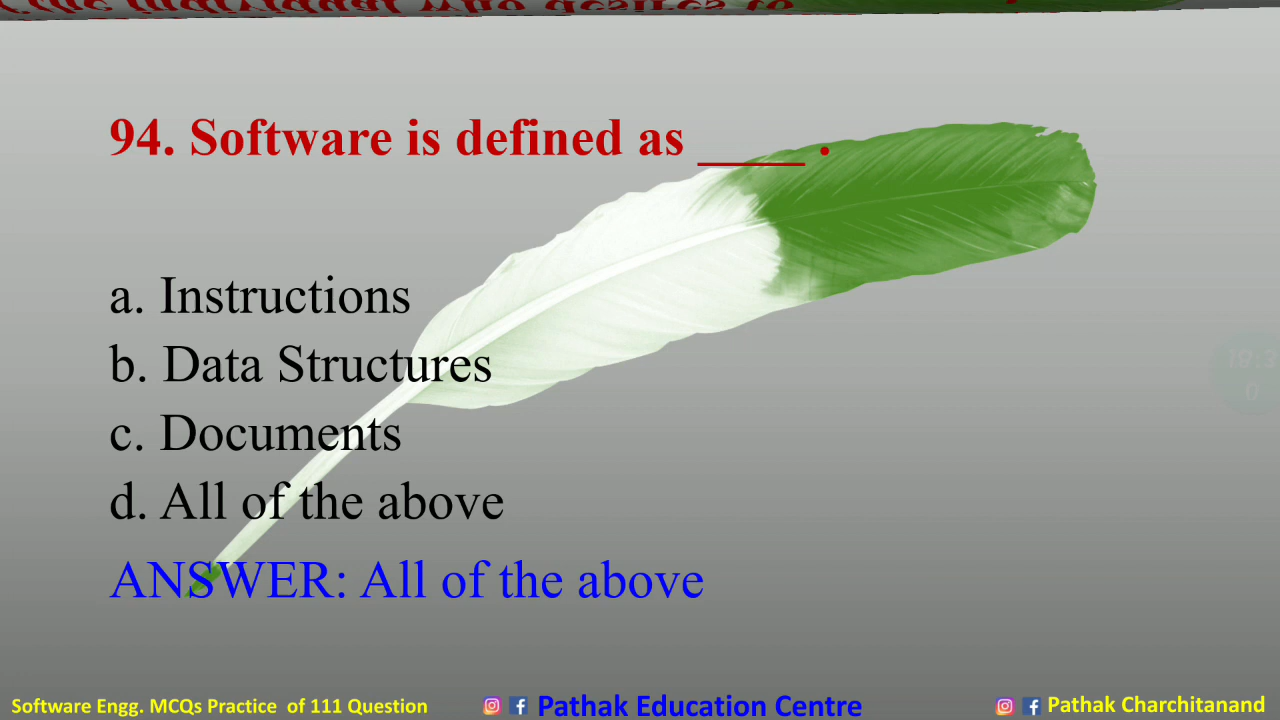 94. Software is defined as ____ .
a. Instructions
b. Data Structures
c. Documents
d. All of the above
ANSWER: All of the above
Software Engg. MCQs Practice of 111 Question
Pathak Education Centre
Pathak Charchitanand